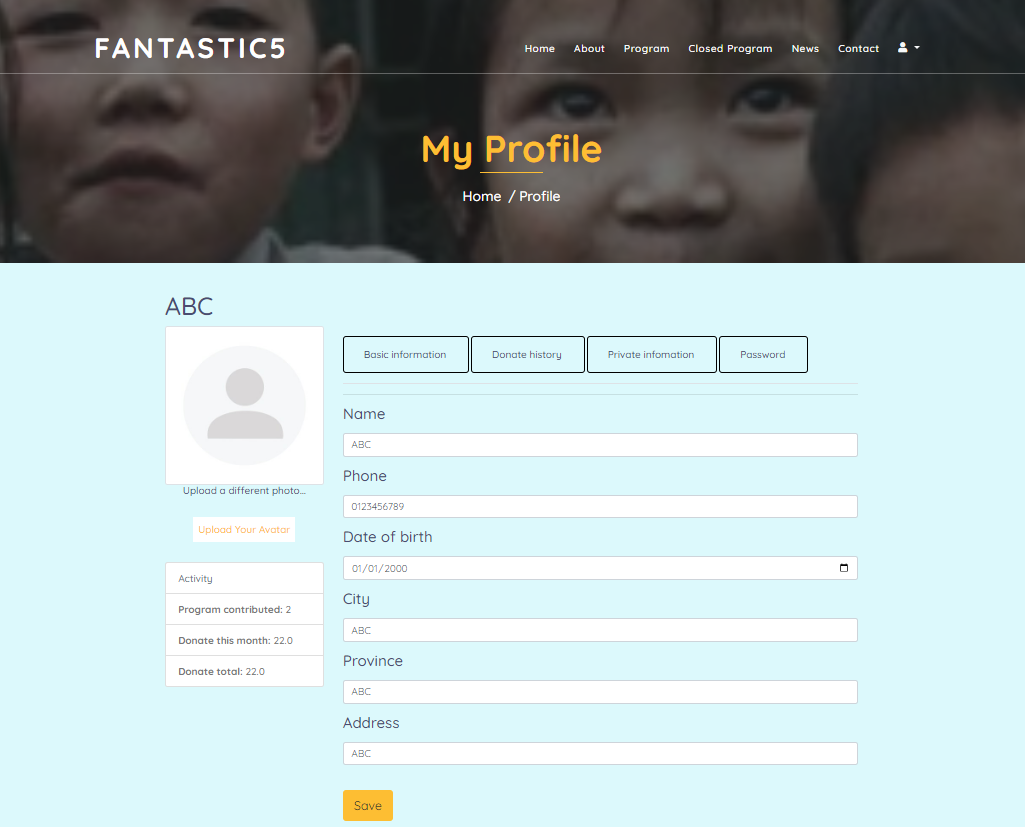 FANTASTIC5
Home About Program Closed Program News Contact
My Profile
Home / Profile
ABC
Upload a different photo...
Upload Your Avatar
Activity
Program contributed: 2
Donate this month: 22.0
Donate total: 22.0
Basic information Donate history Private infomation Password
Name
ABC
Phone
0123456789
Date of birth
01/01/2000
City
ABC
Province
ABC
Address
ABC
Save